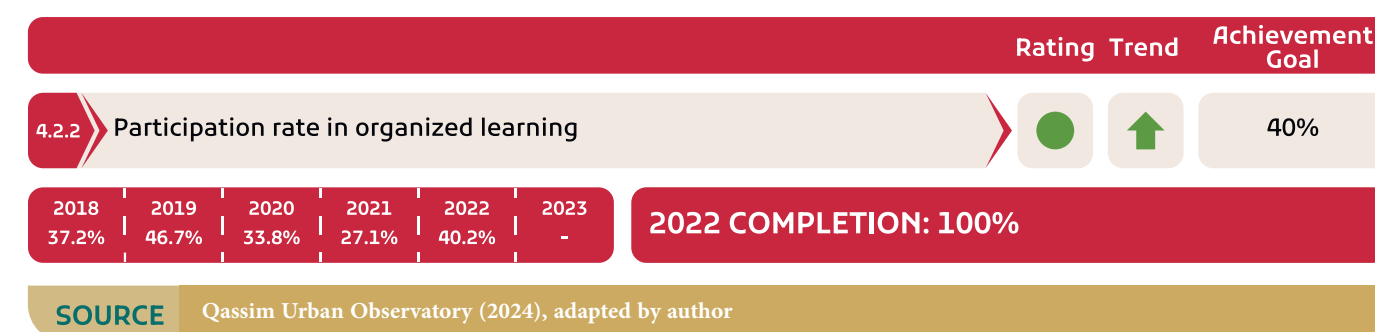 Rating Trend Achievement Goal
4.2.2 Participation rate in organized learning 40%
2018 2019 2020 2021 2022 2023
37.2% 46.7% 33.8% 27.1% 40.2% -
2022 COMPLETION: 100%
SOURCE Qassim Urban Observatory (2024), adapted by author